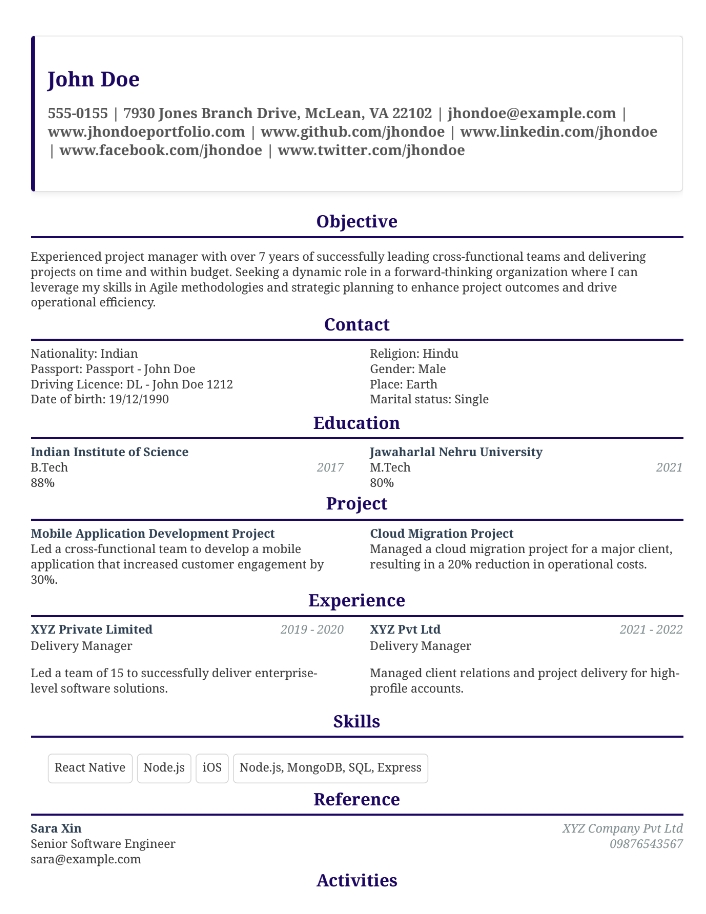 John Doe
555-0155 | 7930 Jones Branch Drive, McLean, VA 22102 | jhondoe@example.com |
www.jhondoeportfolio.com | www.github.com/jhondoe | www.linkedin.com/jhondoe
| www.facebook.com/jhondoe | www.twitter.com/jhondoe
Objective
Experienced project manager with over 7 years of successfully leading cross-functional teams and delivering
projects on time and within budget. Seeking a dynamic role in a forward-thinking organization where I can
leverage my skills in Agile methodologies and strategic planning to enhance project outcomes and drive
operational efficiency.
Contact
Nationality: Indian
Passport: Passport - John Doe
Driving Licence: DL - John Doe 1212
Date of birth: 19/12/1990
Religion: Hindu
Gender: Male
Place: Earth
Marital status: Single
Education
Indian Institute of Science
B.Tech 2017
88%
Jawaharlal Nehru University
M.Tech 2021
80%
Project
Mobile Application Development Project
Led a cross-functional team to develop a mobile
application that increased customer engagement by
30%.
Cloud Migration Project
Managed a cloud migration project for a major client,
resulting in a 20% reduction in operational costs.
Experience
XYZ Private Limited 2019 - 2020
Delivery Manager
Led a team of 15 to successfully deliver enterprise-
level software solutions.
XYZ Pvt Ltd 2021 - 2022
Delivery Manager
Managed client relations and project delivery for high-
profile accounts.
Skills
React Native Node.js iOS Node.js, MongoDB, SQL, Express
Reference
Sara Xin XYZ Company Pvt Ltd
Senior Software Engineer 09876543567
sara@example.com
Activities